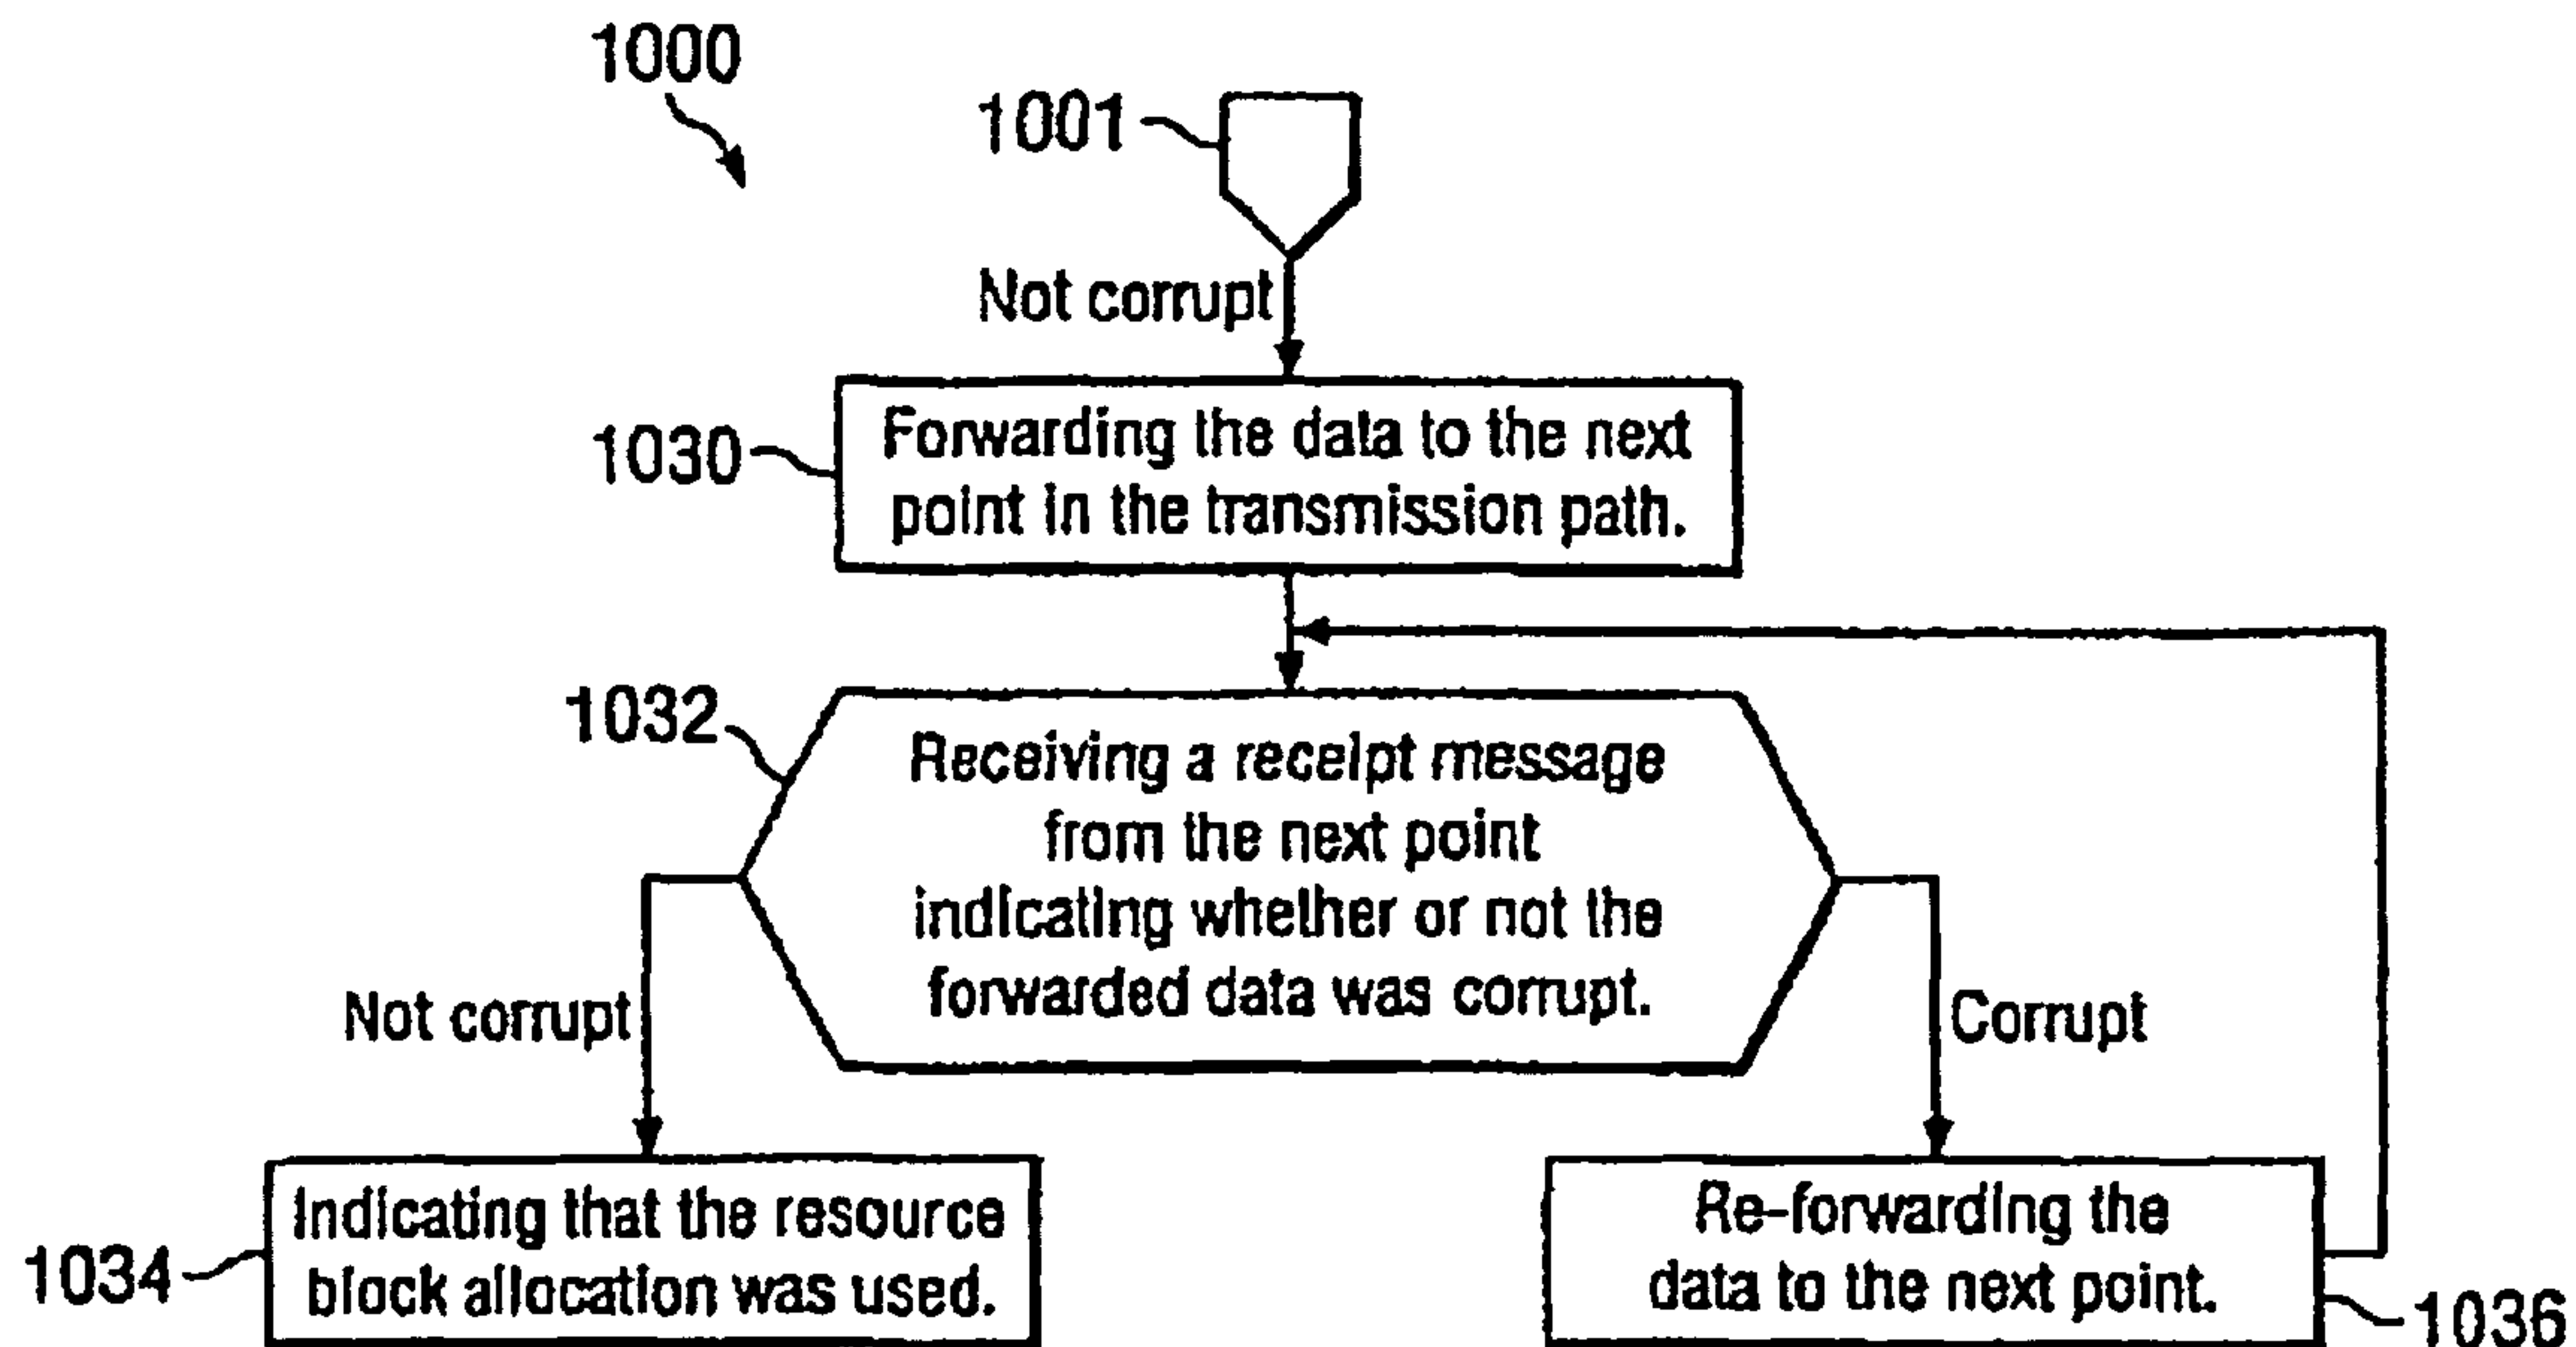 1000
1001
Not corrupt
1030
Forwarding the data to the next
point in the transmission path.
1032
Receiving a receipt message
from the next point
indicating whether or not the
forwarded data was corrupt.
Not corrupt
Corrupt
1034
Indicating that the resource
block allocation was used.
Re-forwarding the
data to the next point.
1036